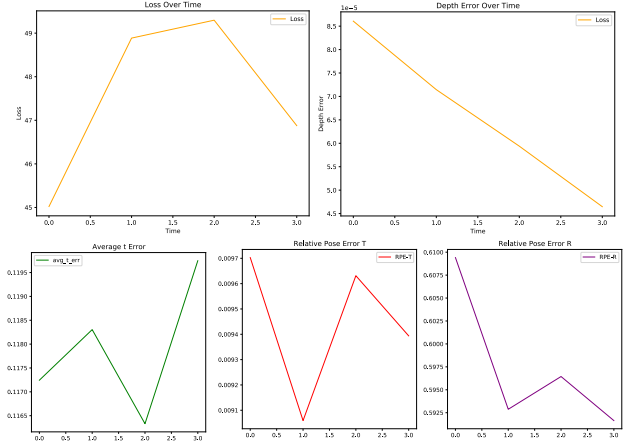 Loss Over Time
Loss
49
48
47
46
45
Loss
0.0 0.5 1.0 1.5 2.0 2.5 3.0
Time
Depth Error Over Time
1e−5
Loss
8.5
8.0
7.5
7.0
6.5
6.0
5.5
5.0
4.5
Depth Error
0.0 0.5 1.0 1.5 2.0 2.5 3.0
Time
Average t Error
avg_t_err
0.1195
0.1190
0.1185
0.1180
0.1175
0.1170
0.1165
0.0 0.5 1.0 1.5 2.0 2.5 3.0
Relative Pose Error T
RPE-T
0.0097
0.0096
0.0095
0.0094
0.0093
0.0092
0.0091
0.0 0.5 1.0 1.5 2.0 2.5 3.0
Relative Pose Error R
RPE-R
0.6100
0.6075
0.6050
0.6025
0.6000
0.5975
0.5950
0.5925
0.0 0.5 1.0 1.5 2.0 2.5 3.0